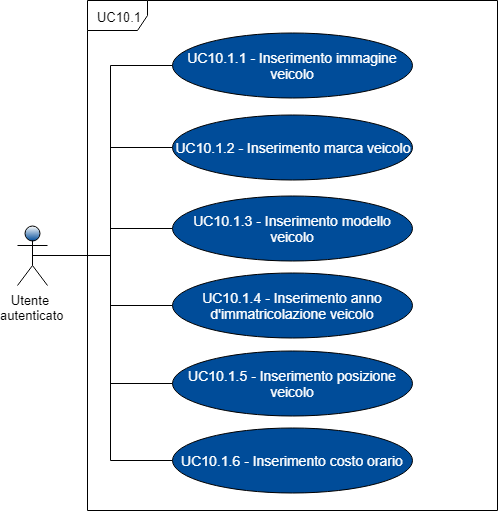 UC10.1
UC10.1.1 - Inserimento immagine
veicolo
UC10.1.2 - Inserimento marca veicolo
UC10.1.3 - Inserimento modello
veicolo
Utente
autenticato
UC10.1.4 - Inserimento anno
d'immatricolazione veicolo
UC10.1.5 - Inserimento posizione
veicolo
UC10.1.6 - Inserimento costo orario